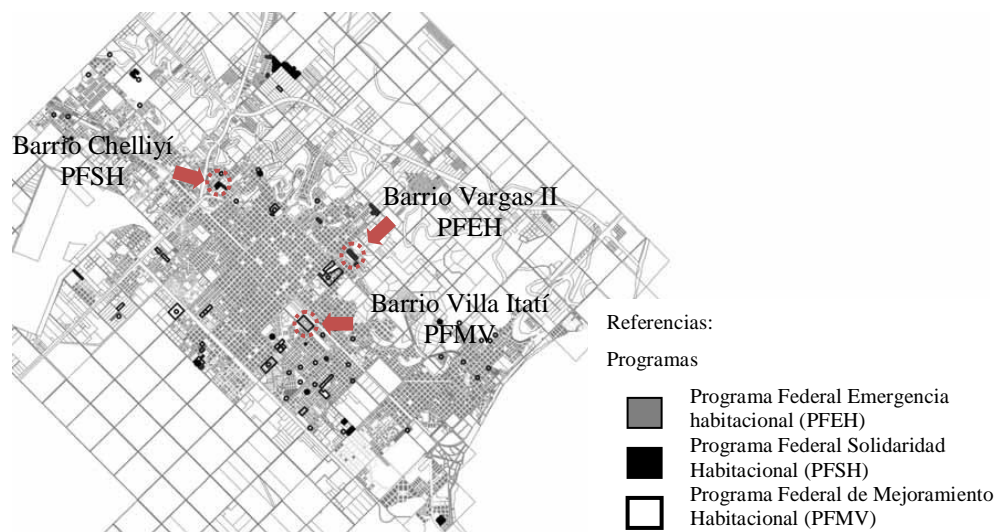 Barrio Chelliyí
PFSH
Barrio Vargas II
PFEH
Barrio Villa Itatí
PFMV
Referencias:
Programas
Programa Federal Emergencia
habitacional (PFEH)
Programa Federal Solidaridad
Habitacional (PFSH)
Programa Federal de Mejoramiento
Habitacional (PFMV)